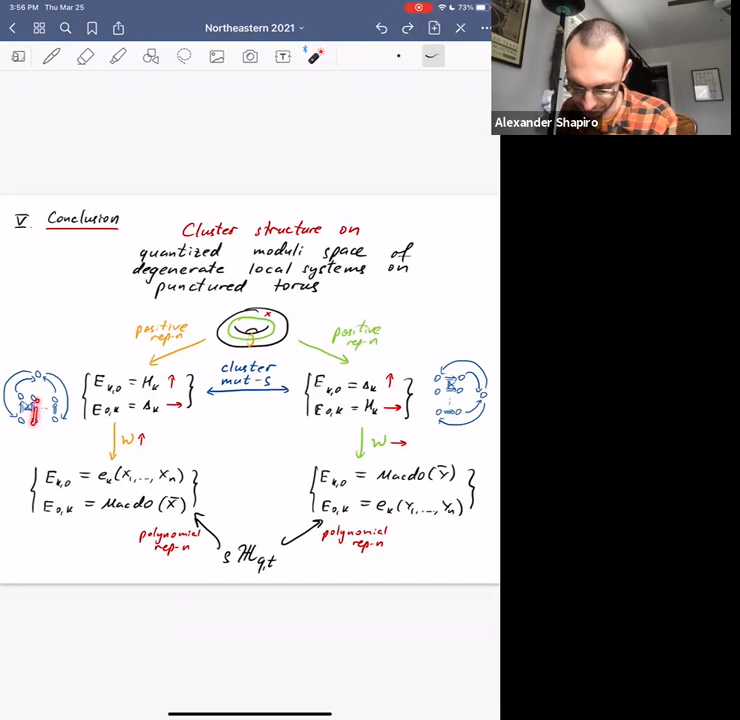 3:56 PM Thu Mar 25
73%
Northeastern 2021
Alexander Shapiro
V. Conclusion
Cluster structure on
quantized moduli space of
degenerate local systems on
punctured torus
positive rep-n
positive rep-n
cluster mut-s
E_{k,0} = H_k ↑
E_{0,k} = Δ_k →
E_{k,0} = Δ_k ↑
E_{0,k} = H_k →
W ↑
W →
E_{k,0} = e_k(X_1, ..., X_n)
E_{0,k} = Macdo (X̄)
E_{k,0} = Macdo (Ȳ)
E_{0,k} = e_k(Y_1, ..., Y_n)
polynomial rep-n
polynomial rep-n
sℍ_{q,t}